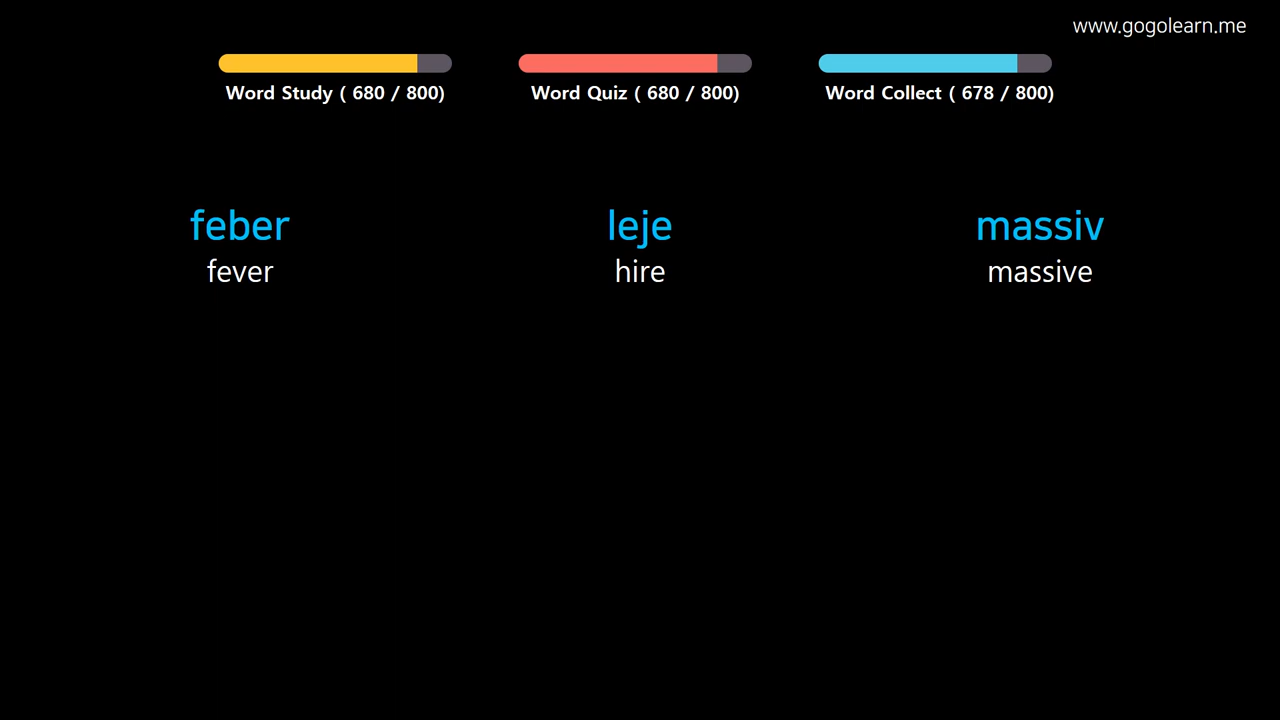 www.gogolearn.me
Word Study ( 680 / 800)
Word Quiz ( 680 / 800)
Word Collect ( 678 / 800)
feber
fever
leje
hire
massiv
massive